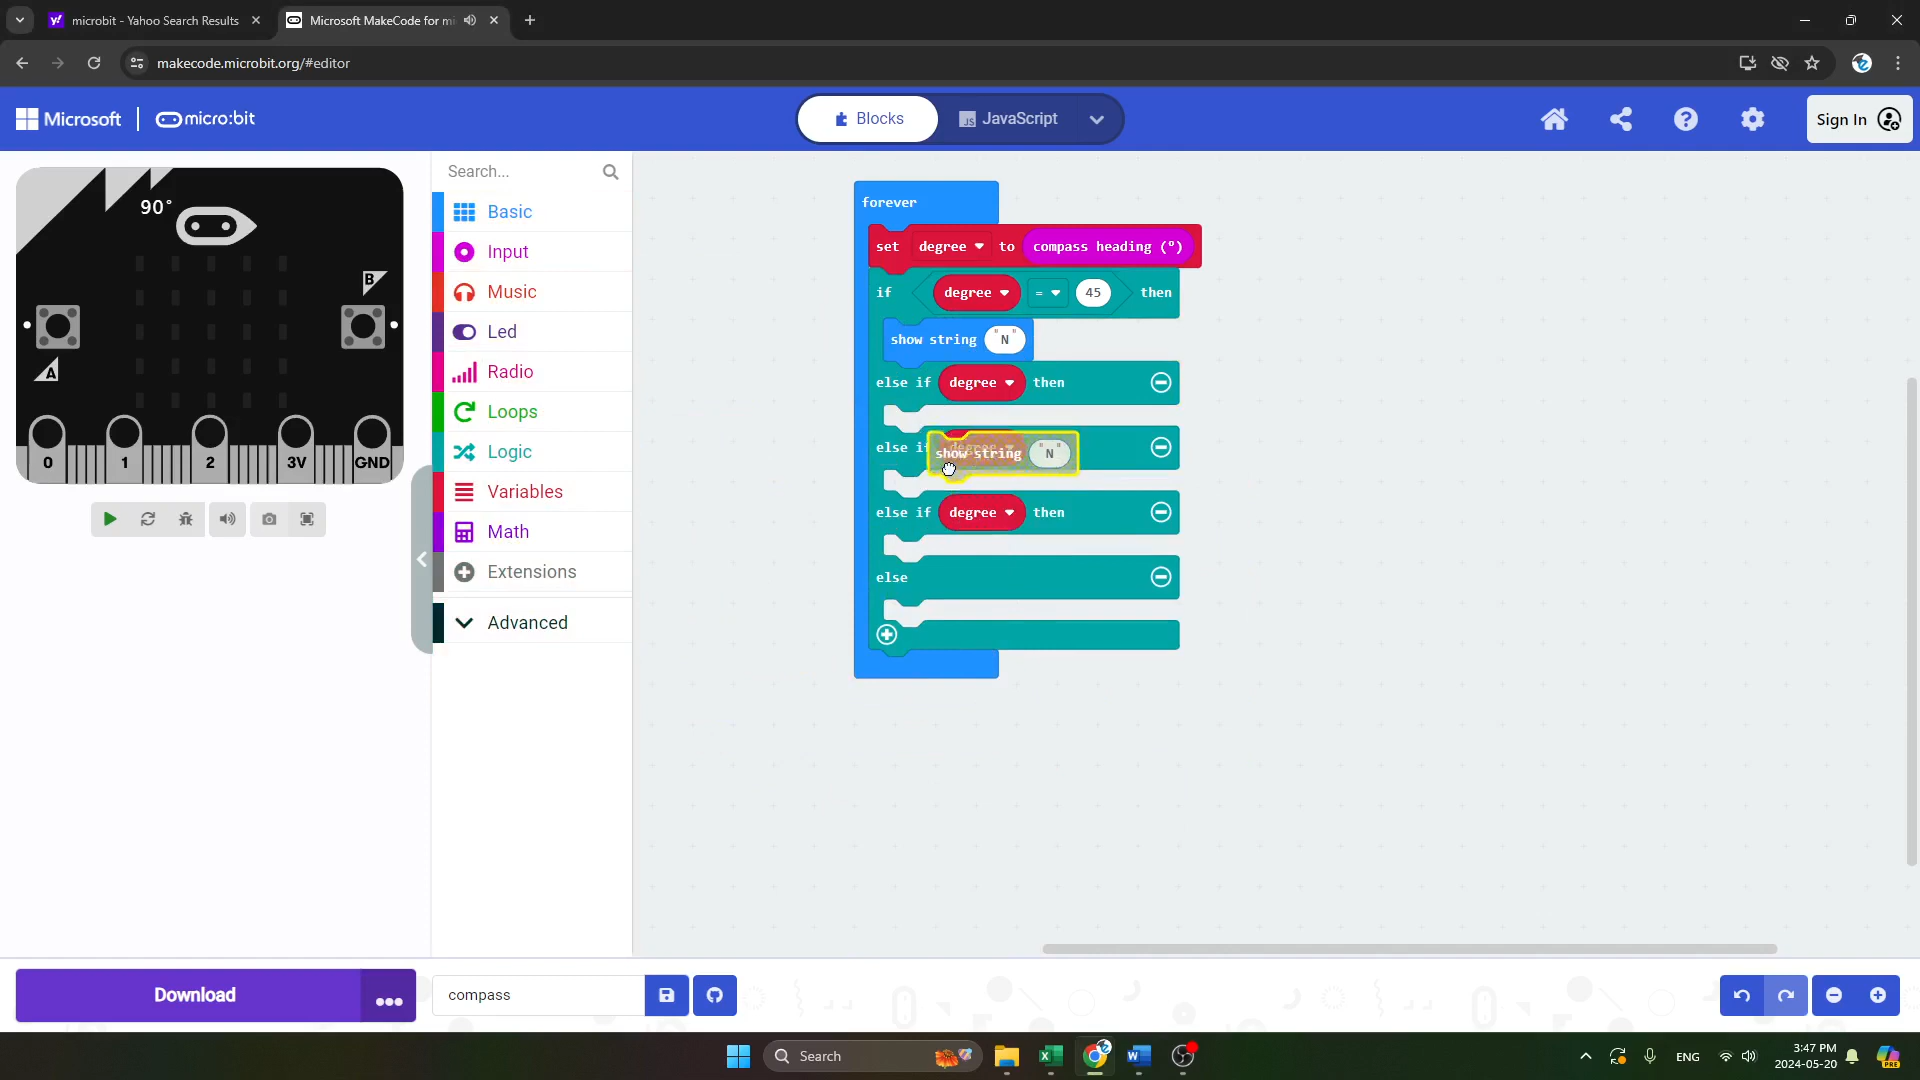 microbit - Yahoo Search Results
Microsoft MakeCode for mi
makecode.microbit.org/#editor
Microsoft
micro:bit
Blocks
JavaScript
Sign In
90°
B
A
0
1
2
3V
GND
Search...
Basic
Input
Music
Led
Radio
Loops
Logic
Variables
Math
Extensions
Advanced
forever
set degree to compass heading (°)
if degree = 45 then
show string "N"
else if degree then
else if degree
show string "N"
else if degree then
else
Download
compass
Search
ENG
3:47 PM
2024-05-20
PRE